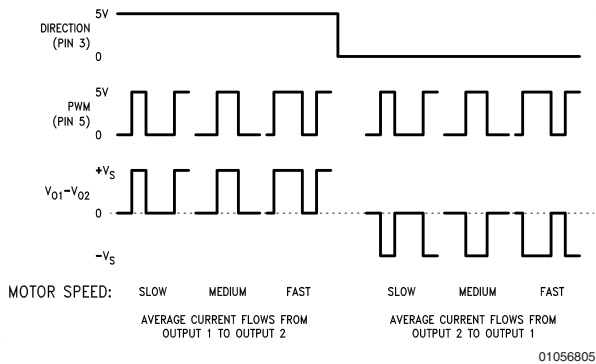 5V
DIRECTION
(PIN 3)
0
5V
PWM
(PIN 5)
0
+VS
VO1–VO2
0
–VS
MOTOR SPEED: SLOW MEDIUM FAST SLOW MEDIUM FAST
AVERAGE CURRENT FLOWS FROM
OUTPUT 1 TO OUTPUT 2
AVERAGE CURRENT FLOWS FROM
OUTPUT 2 TO OUTPUT 1
01056805